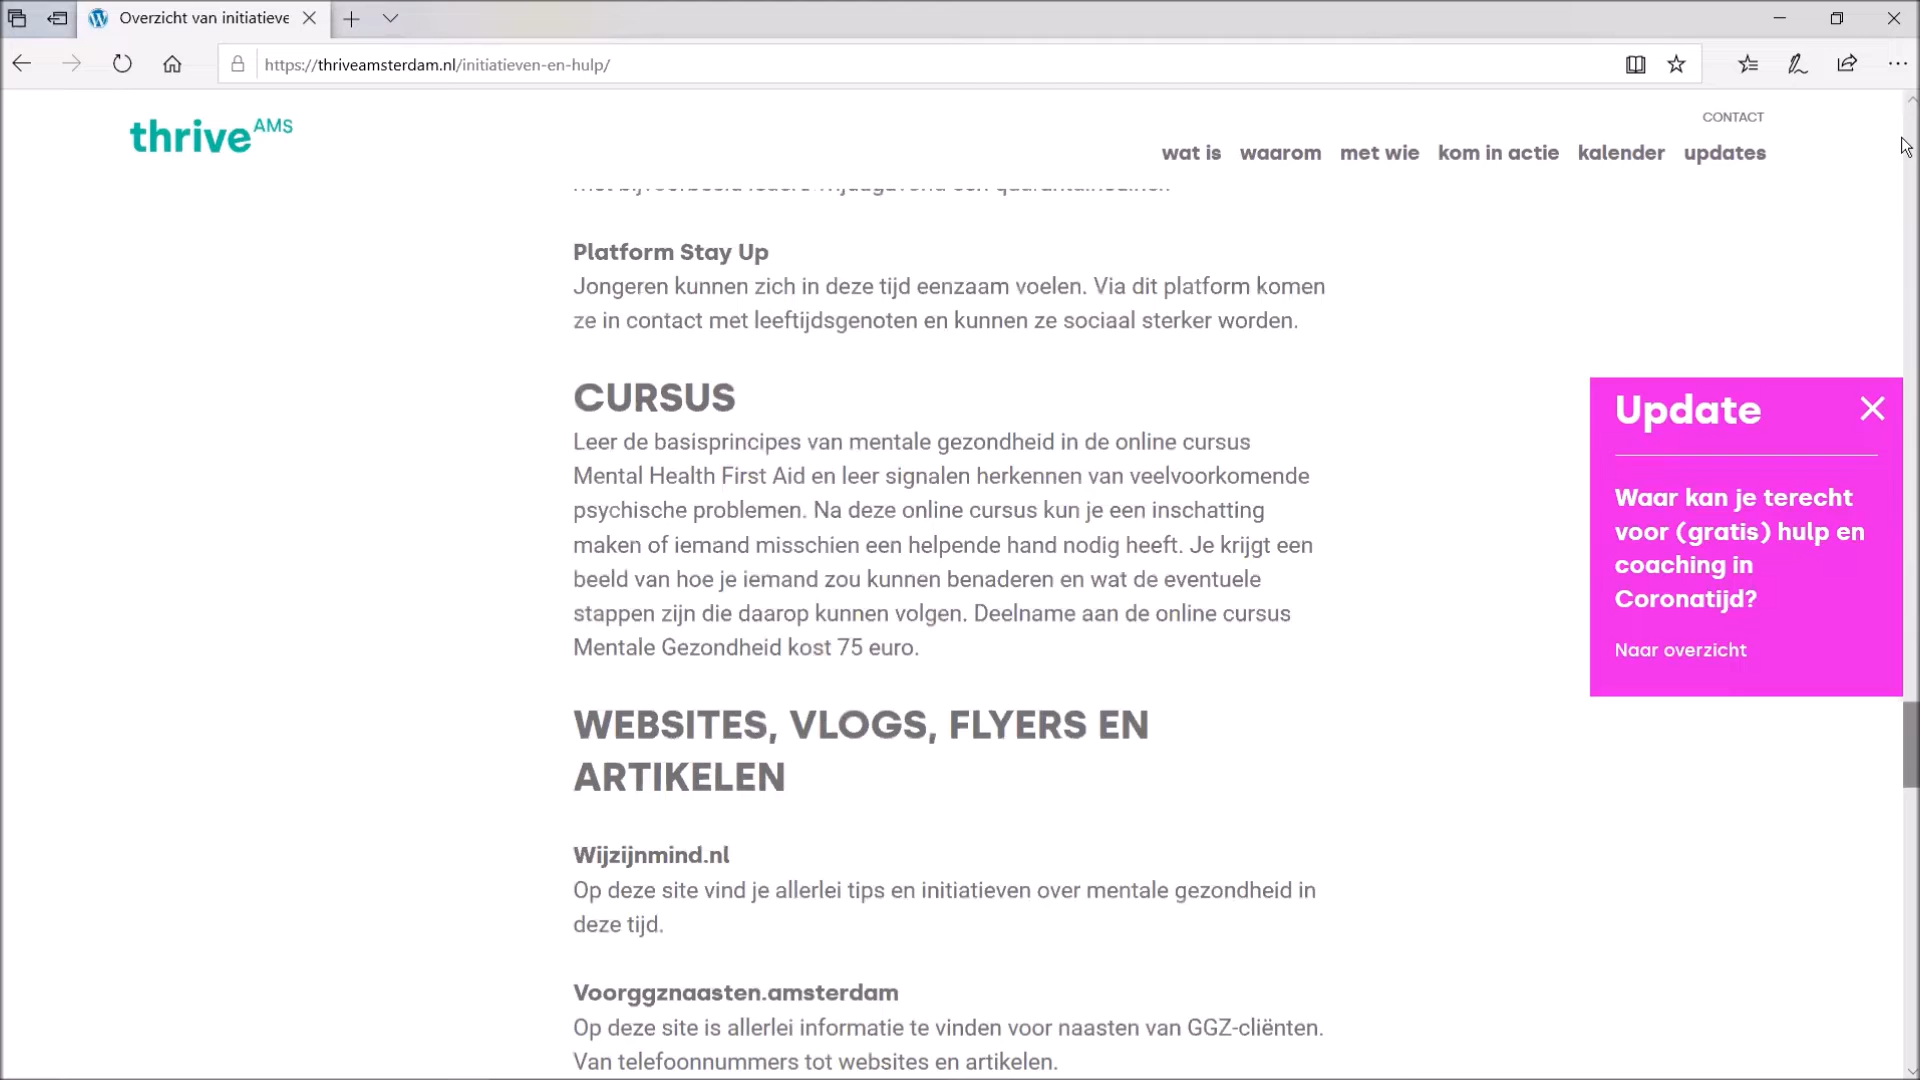 Overzicht van initiatieve
https://thriveamsterdam.nl/initiatieven-en-hulp/
thrive AMS
CONTACT
wat is waarom met wie kom in actie kalender updates
Platform Stay Up
Jongeren kunnen zich in deze tijd eenzaam voelen. Via dit platform komen
ze in contact met leeftijdsgenoten en kunnen ze sociaal sterker worden.
CURSUS
Leer de basisprincipes van mentale gezondheid in de online cursus
Mental Health First Aid en leer signalen herkennen van veelvoorkomende
psychische problemen. Na deze online cursus kun je een inschatting
maken of iemand misschien een helpende hand nodig heeft. Je krijgt een
beeld van hoe je iemand zou kunnen benaderen en wat de eventuele
stappen zijn die daarop kunnen volgen. Deelname aan de online cursus
Mentale Gezondheid kost 75 euro.
WEBSITES, VLOGS, FLYERS EN
ARTIKELEN
Wijzijnmind.nl
Op deze site vind je allerlei tips en initiatieven over mentale gezondheid in
deze tijd.
Voorggznaasten.amsterdam
Op deze site is allerlei informatie te vinden voor naasten van GGZ-cliënten.
Van telefoonnummers tot websites en artikelen.
Update
Waar kan je terecht
voor (gratis) hulp en
coaching in
Coronatijd?
Naar overzicht